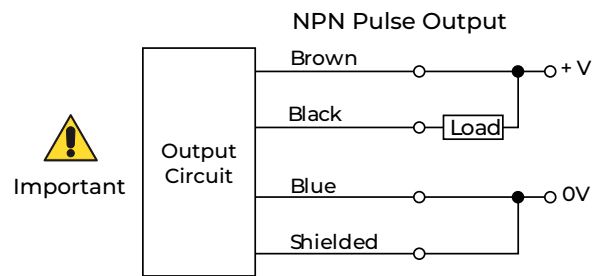 NPN Pulse Output
Brown
+ V
Black
Load
Output
Circuit
Important
Blue
0V
Shielded